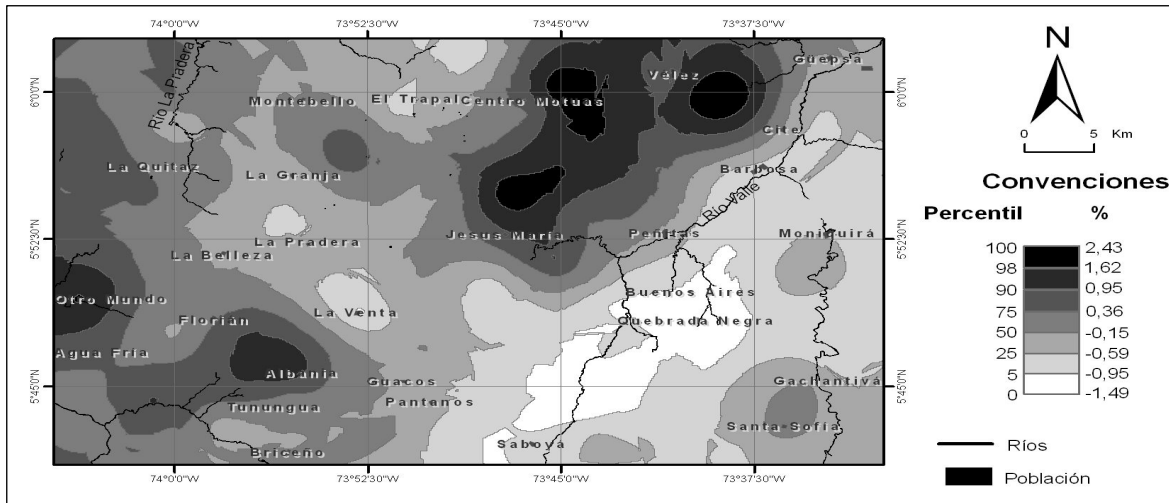 74°0'0"W 73°52'30"W 73°45'0"W 73°37'30"W
Güepsa
Vélez
6°0'0"N
Río La Pradera
Montebello El Trapal Centro Motuas
Cite
La Quitaz
La Granja
Barbosa
Río Valle
5°52'30"N
La Pradera
Jesus María
Peñitas
Moniquirá
La Belleza
Otro Mundo
Buenos Aires
La Venta
Florián
Quebrada Negra
Agua Fría
Albania
Guacos
Gachantivá
5°45'0"N
Tunungua
Pantanos
Santa Sofía
Saboyá
Briceño
74°0'0"W 73°52'30"W 73°45'0"W 73°37'30"W
6°0'0"N
5°52'30"N
5°45'0"N
N
0 5 Km
Convenciones
Percentil %
100 2,43
98 1,62
90 0,95
75 0,36
50 -0,15
25 -0,59
5 -0,95
0 -1,49
Ríos
Población